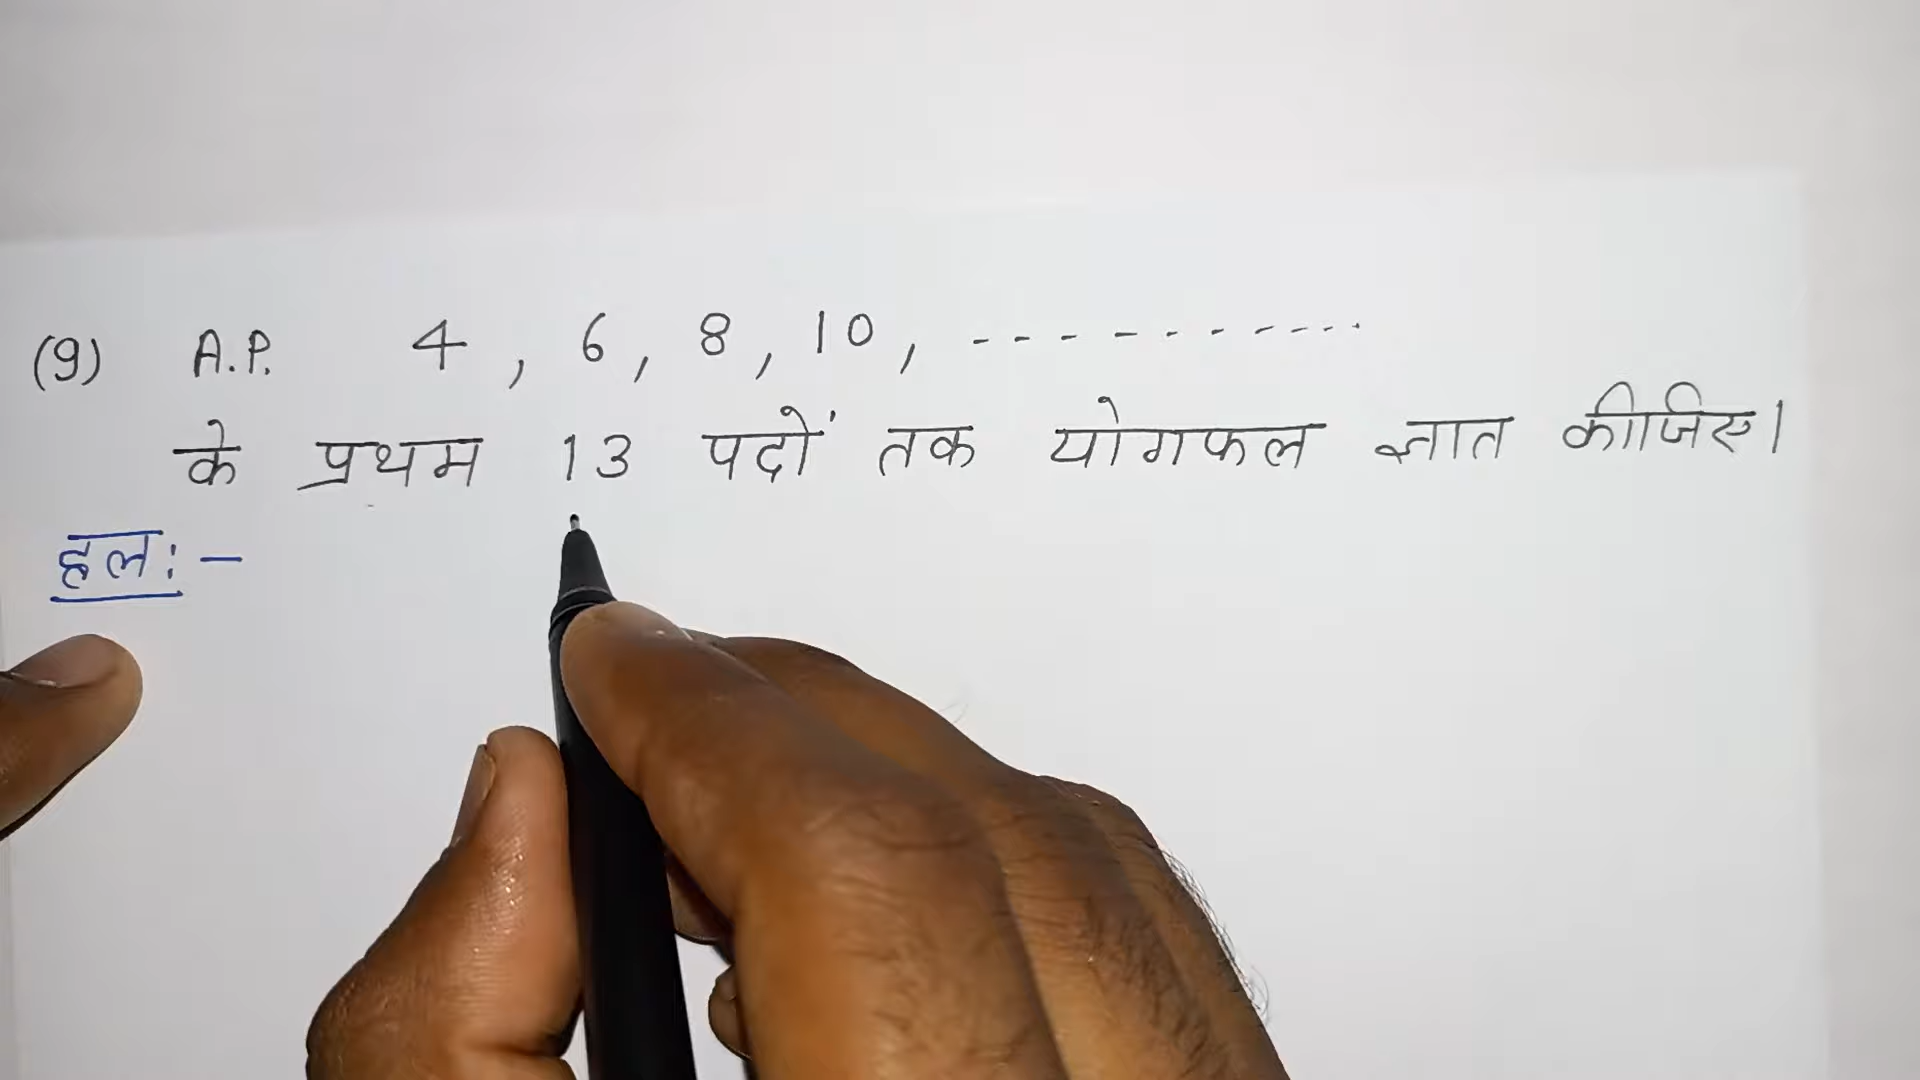 (9) A.P. 4, 6, 8, 10, -----------
के प्रथम 13 पदों तक योगफल ज्ञात कीजिए।
हलः-